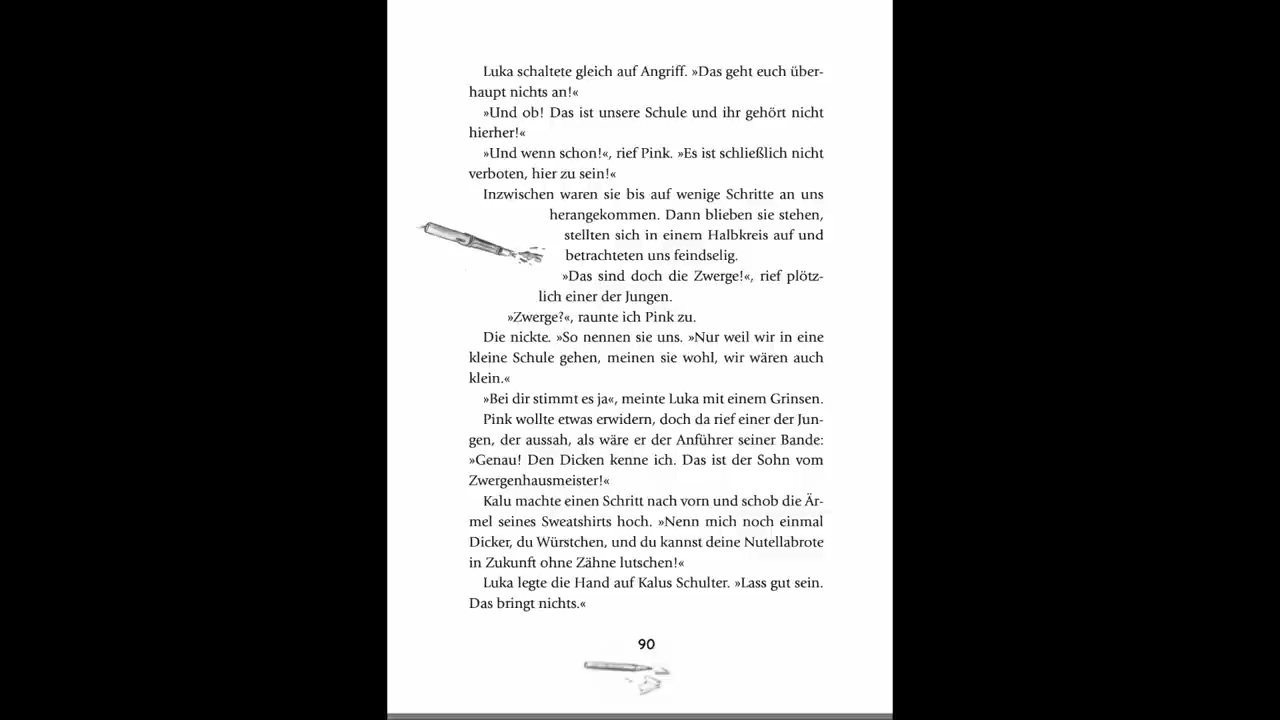 Luka schaltete gleich auf Angriff. »Das geht euch über-
haupt nichts an!«
»Und ob! Das ist unsere Schule und ihr gehört nicht
hierher!«
»Und wenn schon!«, rief Pink. »Es ist schließlich nicht
verboten, hier zu sein!«
Inzwischen waren sie bis auf wenige Schritte an uns
herangekommen. Dann blieben sie stehen,
stellten sich in einem Halbkreis auf und
betrachteten uns feindselig.
»Das sind doch die Zwerge!«, rief plötz-
lich einer der Jungen.
»Zwerge?«, raunte ich Pink zu.
Die nickte. »So nennen sie uns. »Nur weil wir in eine
kleine Schule gehen, meinen sie wohl, wir wären auch
klein.«
»Bei dir stimmt es ja«, meinte Luka mit einem Grinsen.
Pink wollte etwas erwidern, doch da rief einer der Jun-
gen, der aussah, als wäre er der Anführer seiner Bande:
»Genau! Den Dicken kenne ich. Das ist der Sohn vom
Zwergenhausmeister!«
Kalu machte einen Schritt nach vorn und schob die Är-
mel seines Sweatshirts hoch. »Nenn mich noch einmal
Dicker, du Würstchen, und du kannst deine Nutellabrote
in Zukunft ohne Zähne lutschen!«
Luka legte die Hand auf Kalus Schulter. »Lass gut sein.
Das bringt nichts.«
90